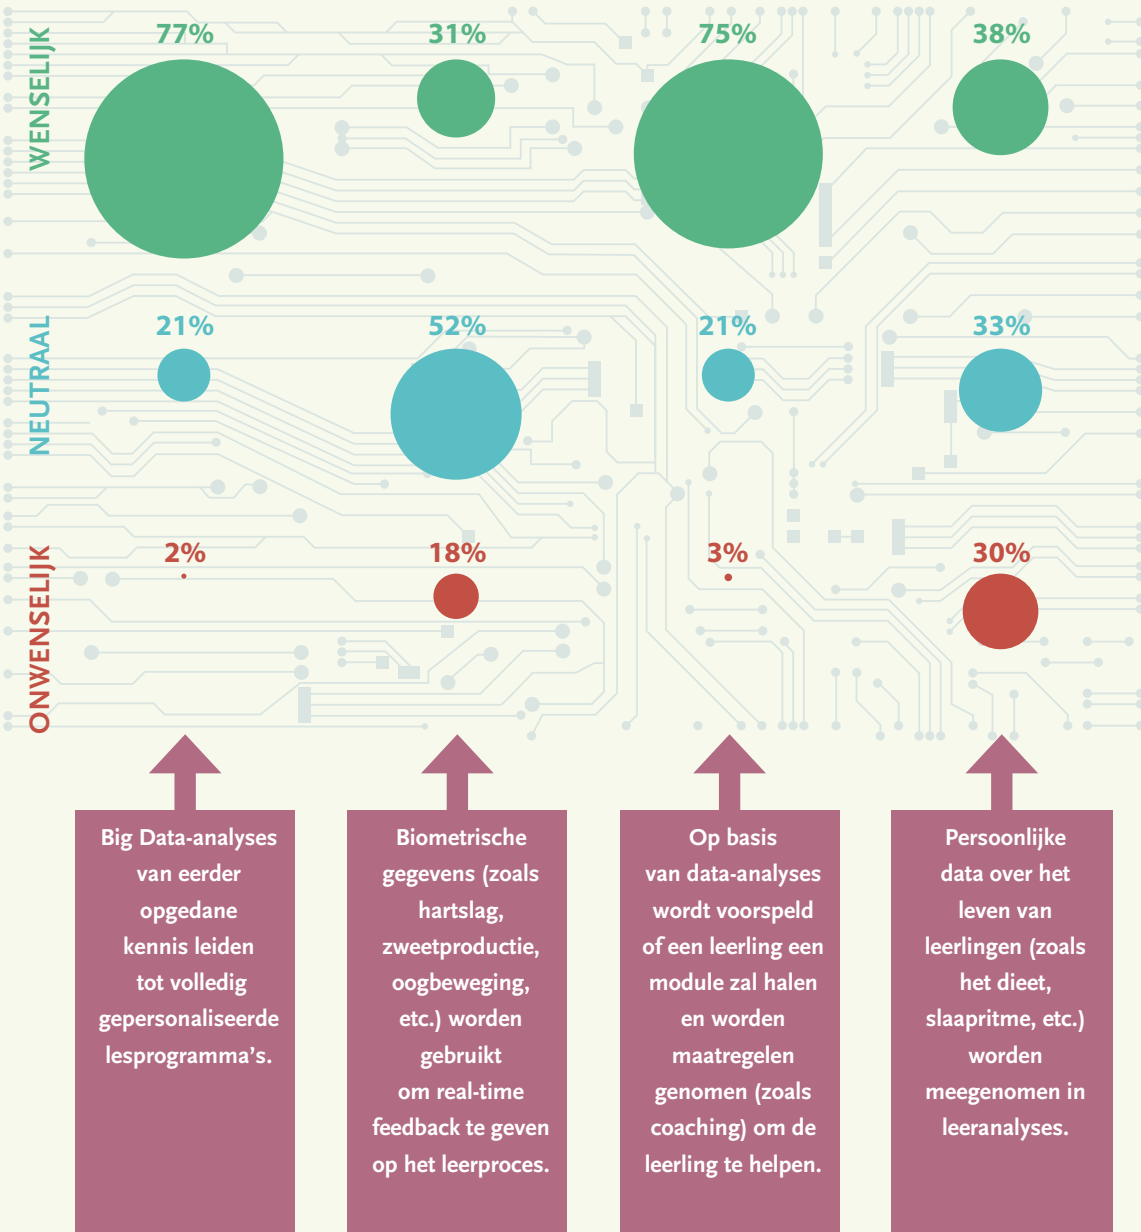 WENSELIJK
77%
31%
75%
38%
NEUTRAAL
21%
52%
21%
33%
ONWENSELIJK
2%
18%
3%
30%
Big Data-analyses
van eerder
opgedane
kennis leiden
tot volledig
gepersonaliseerde
lesprogramma's.
Biometrische
gegevens (zoals
hartslag,
zweetproductie,
oogbeweging,
etc.) worden
gebruikt
om real-time
feedback te geven
op het leerproces.
Op basis
van data-analyses
wordt voorspeld
of een leerling een
module zal halen
en worden
maatregelen
genomen (zoals
coaching) om de
leerling te helpen.
Persoonlijke
data over het
leven van
leerlingen (zoals
het dieet,
slaapritme, etc.)
worden
meegenomen in
leeranalyses.